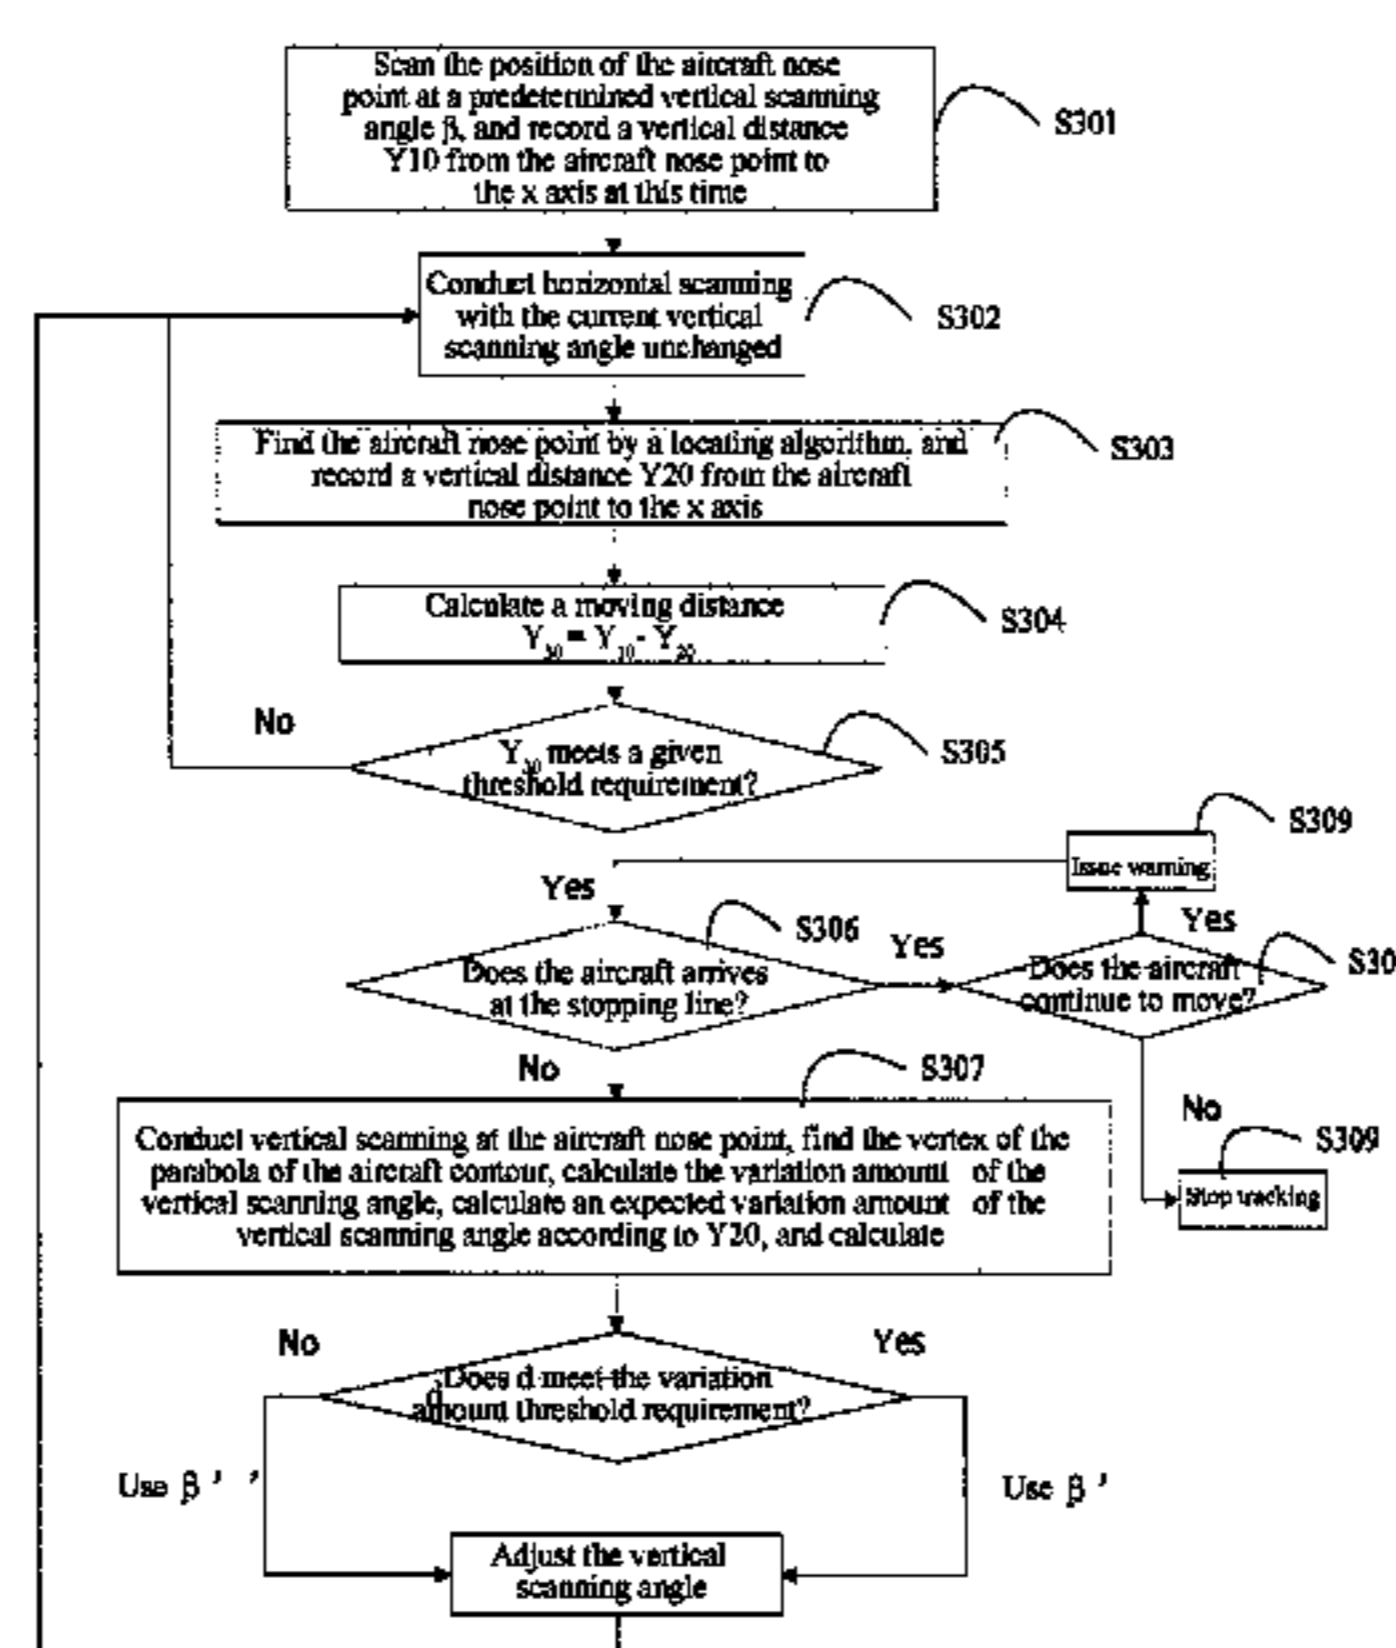 Scan the position of the aircraft nose
point at a predetermined vertical scanning
angle β, and record a vertical distance
Y10 from the aircraft nose point to
the x axis at this time
S301
Conduct horizontal scanning
with the current vertical
scanning angle unchanged
S302
Find the aircraft nose point by a locating algorithm, and
record a vertical distance Y20 from the aircraft
nose point to the x axis
S303
Calculate a moving distance
Y30 = Y10- Y20
S304
No
Y30 meets a given
threshold requirement?
S305
S309
Issue warning
Yes
Yes
S306
Yes
Does the aircraft arrives
at the stopping line?
Does the aircraft
continue to move?
S30
No
S307
No
S309
Stop tracking
Conduct vertical scanning at the aircraft nose point, find the vertex of the
parabola of the aircraft contour, calculate the variation amount of the
vertical scanning angle, calculate an expected variation amount of the
vertical scanning angle according to Y20, and calculate
No
Yes
Does d meet the variation
amount threshold requirement?
Use β ' '
Use β '
Adjust the vertical
scanning angle